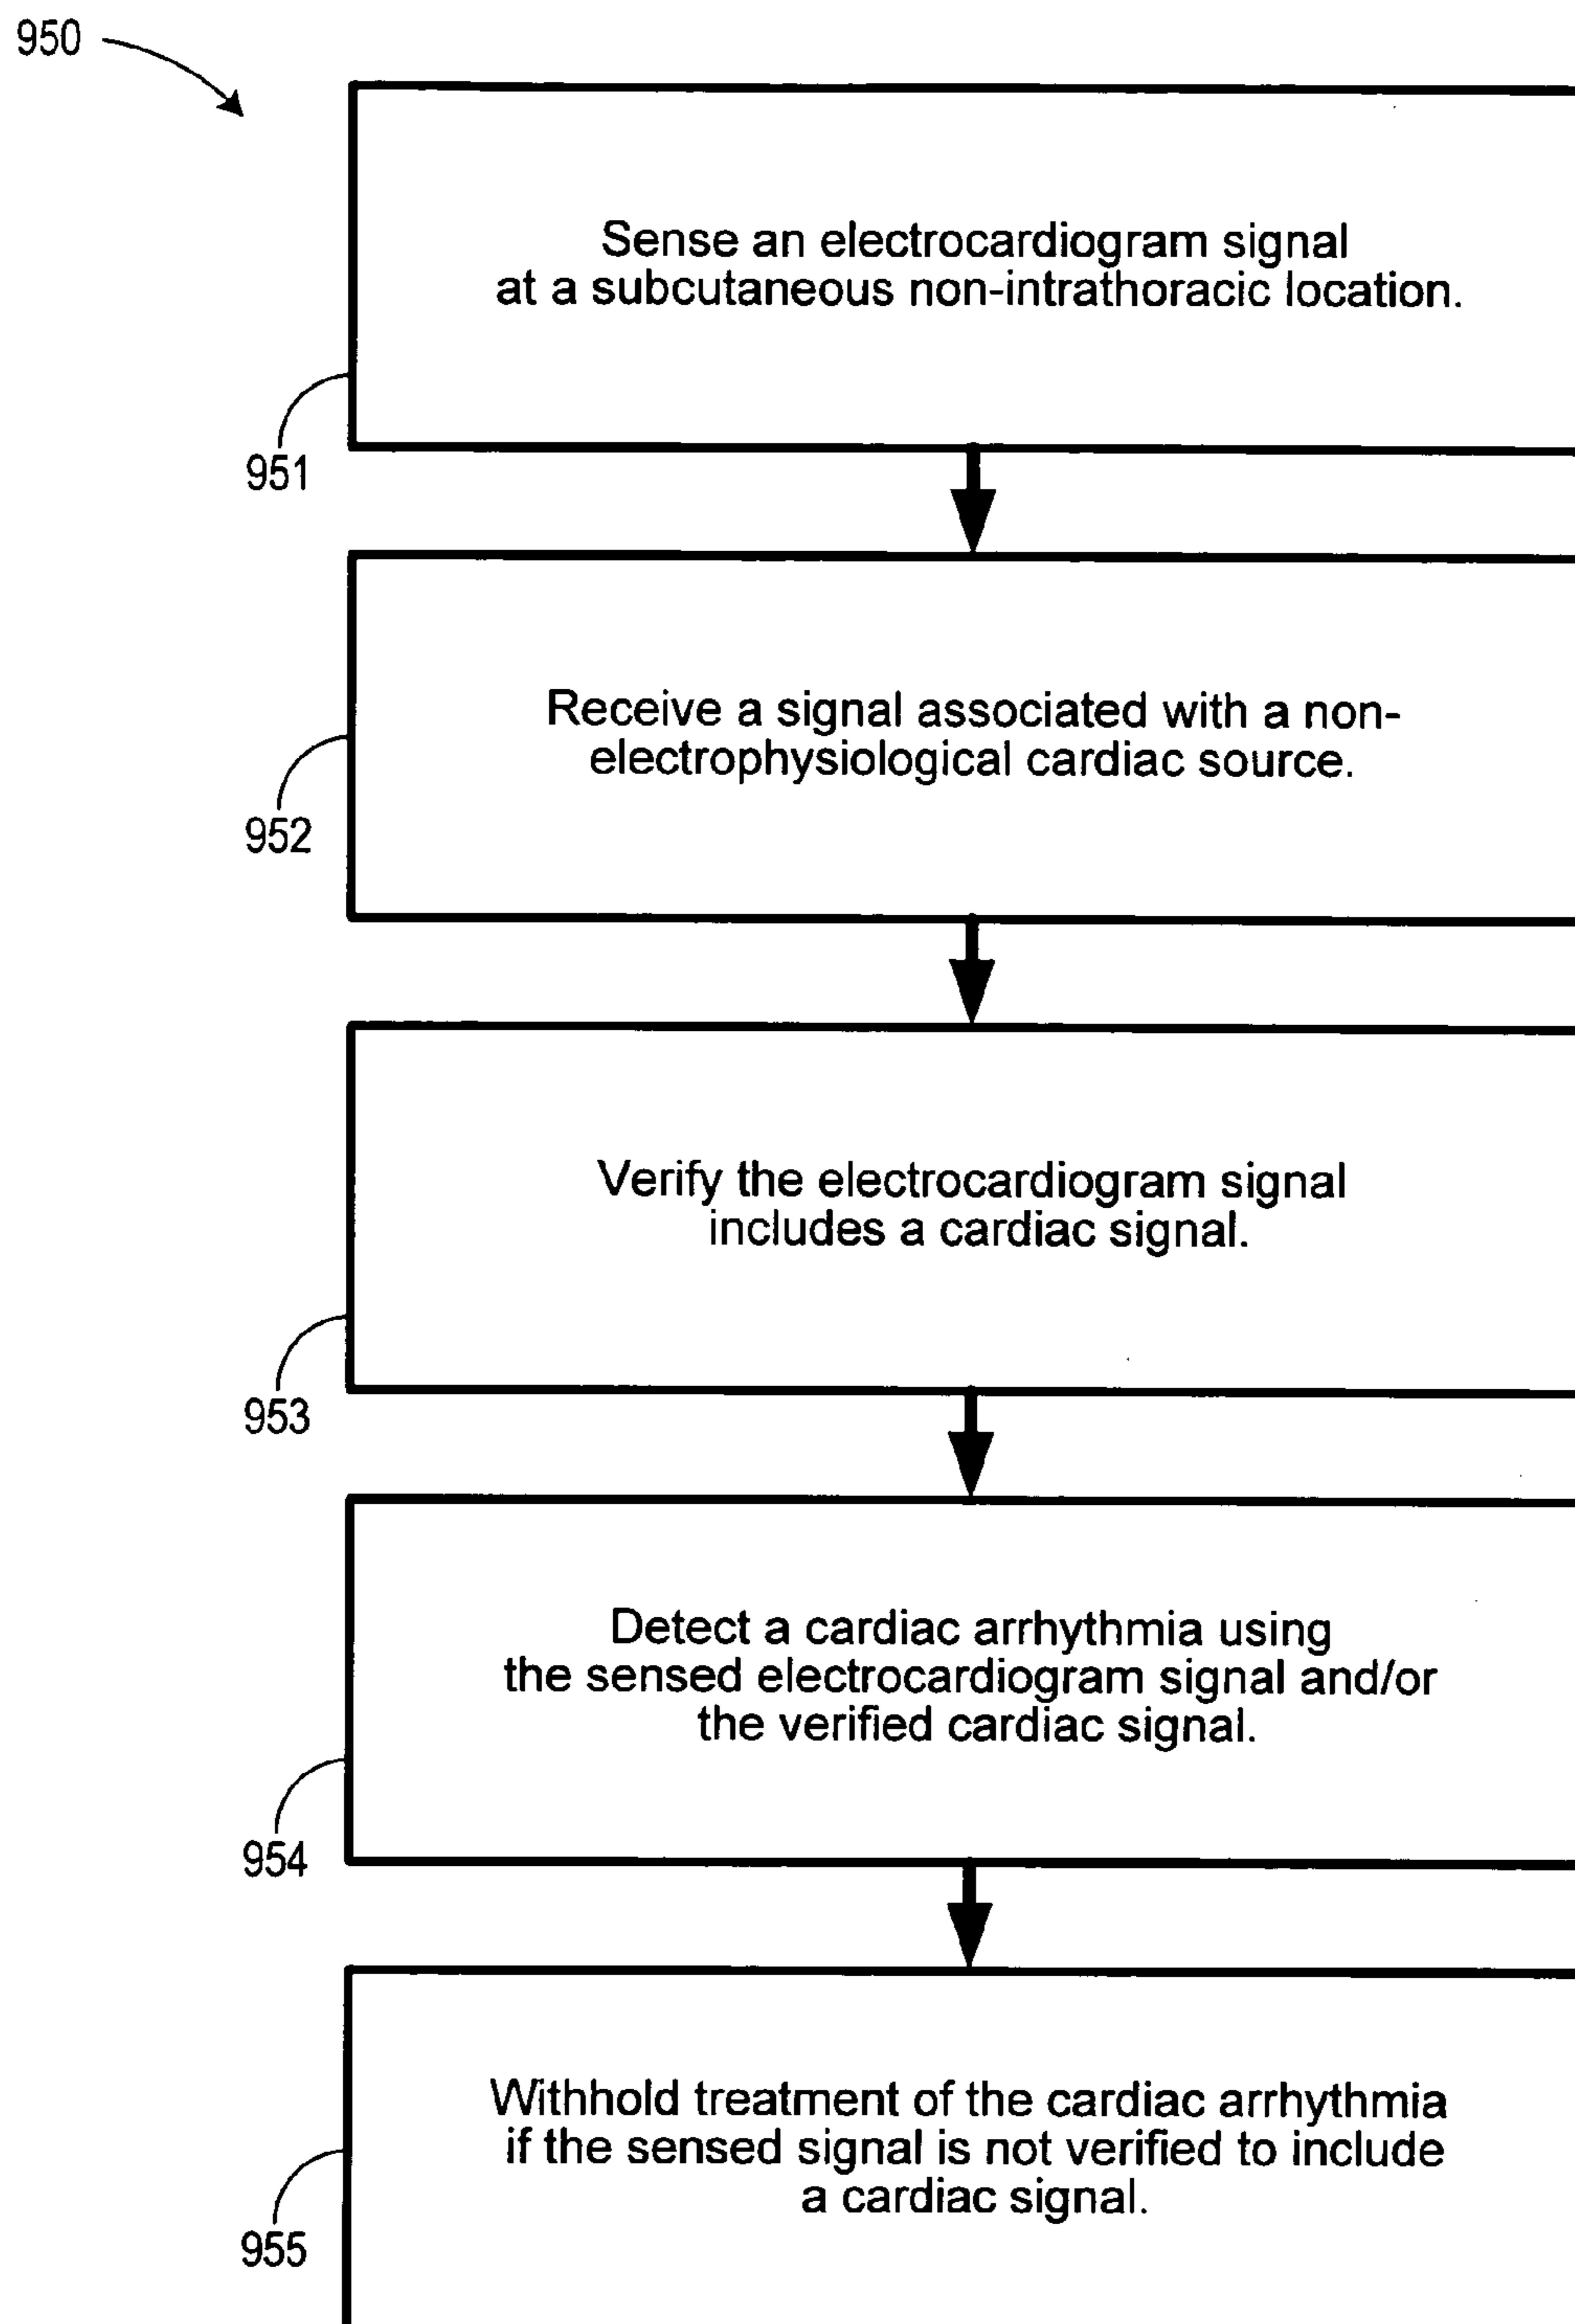 950
Sense an electrocardiogram signal
at a subcutaneous non-intrathoracic location.
951
Receive a signal associated with a non-
electrophysiological cardiac source.
952
Verify the electrocardiogram signal
includes a cardiac signal.
953
Detect a cardiac arrhythmia using
the sensed electrocardiogram signal and/or
the verified cardiac signal.
954
Withhold treatment of the cardiac arrhythmia
if the sensed signal is not verified to include
a cardiac signal.
955